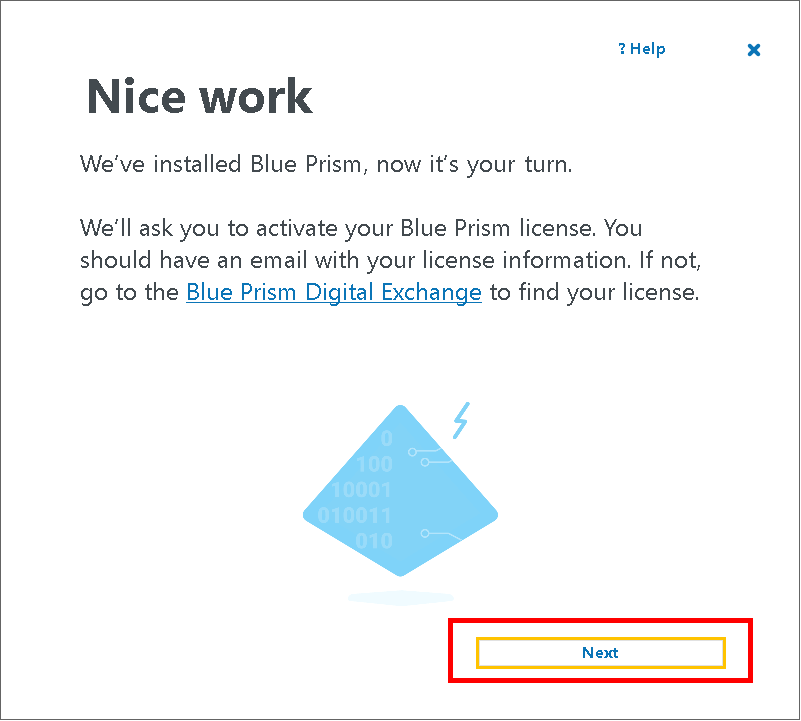 ? Help
Nice work
We've installed Blue Prism, now it's your turn.
We'll ask you to activate your Blue Prism license. You
should have an email with your license information. If not,
go to the Blue Prism Digital Exchange to find your license.
0
100
10001
010011
010
Next